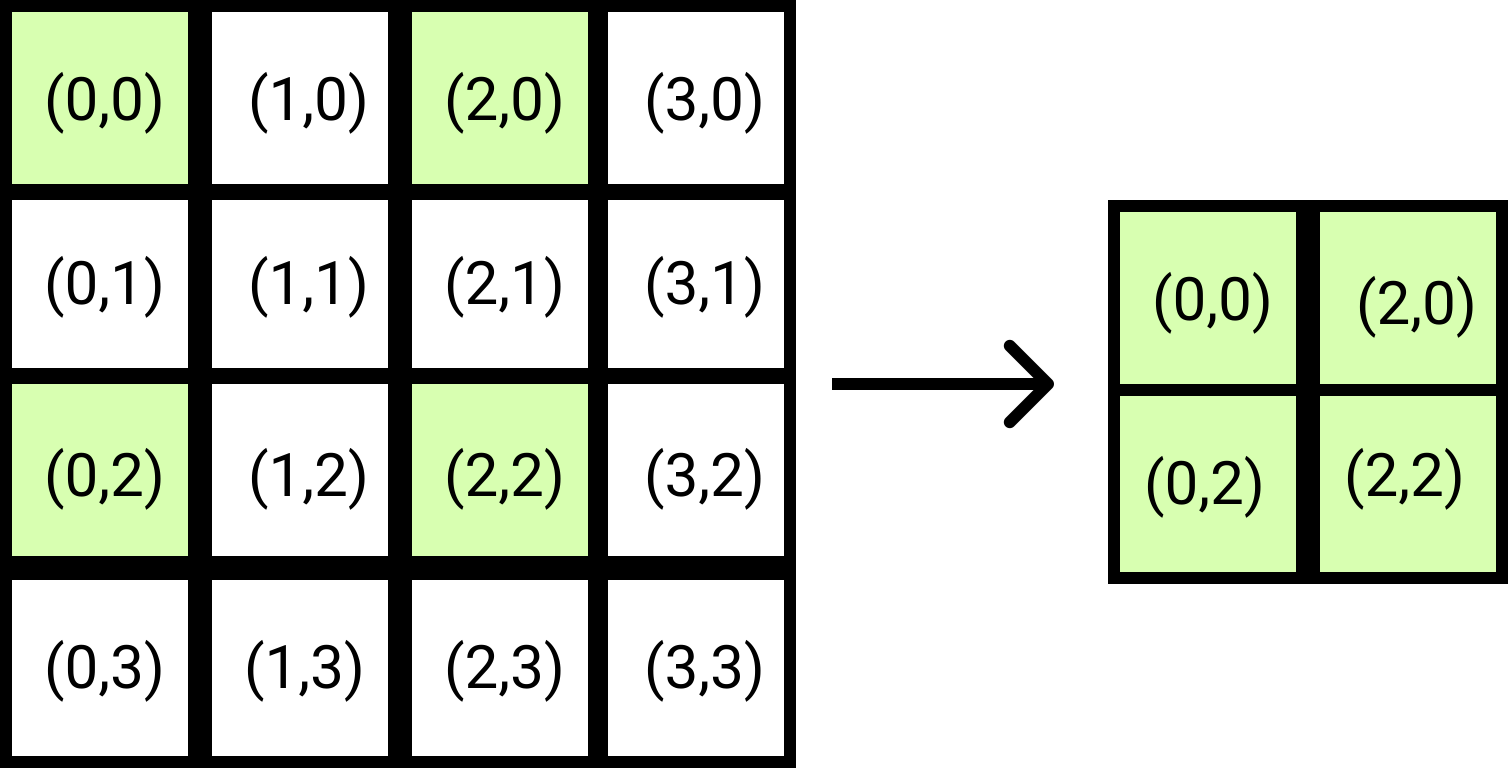 (0,0) (1,0) (2,0) (3,0)
(0,1) (1,1) (2,1) (3,1)
(0,2) (1,2) (2,2) (3,2)
(0,3) (1,3) (2,3) (3,3)
(0,0) (2,0)
(0,2) (2,2)